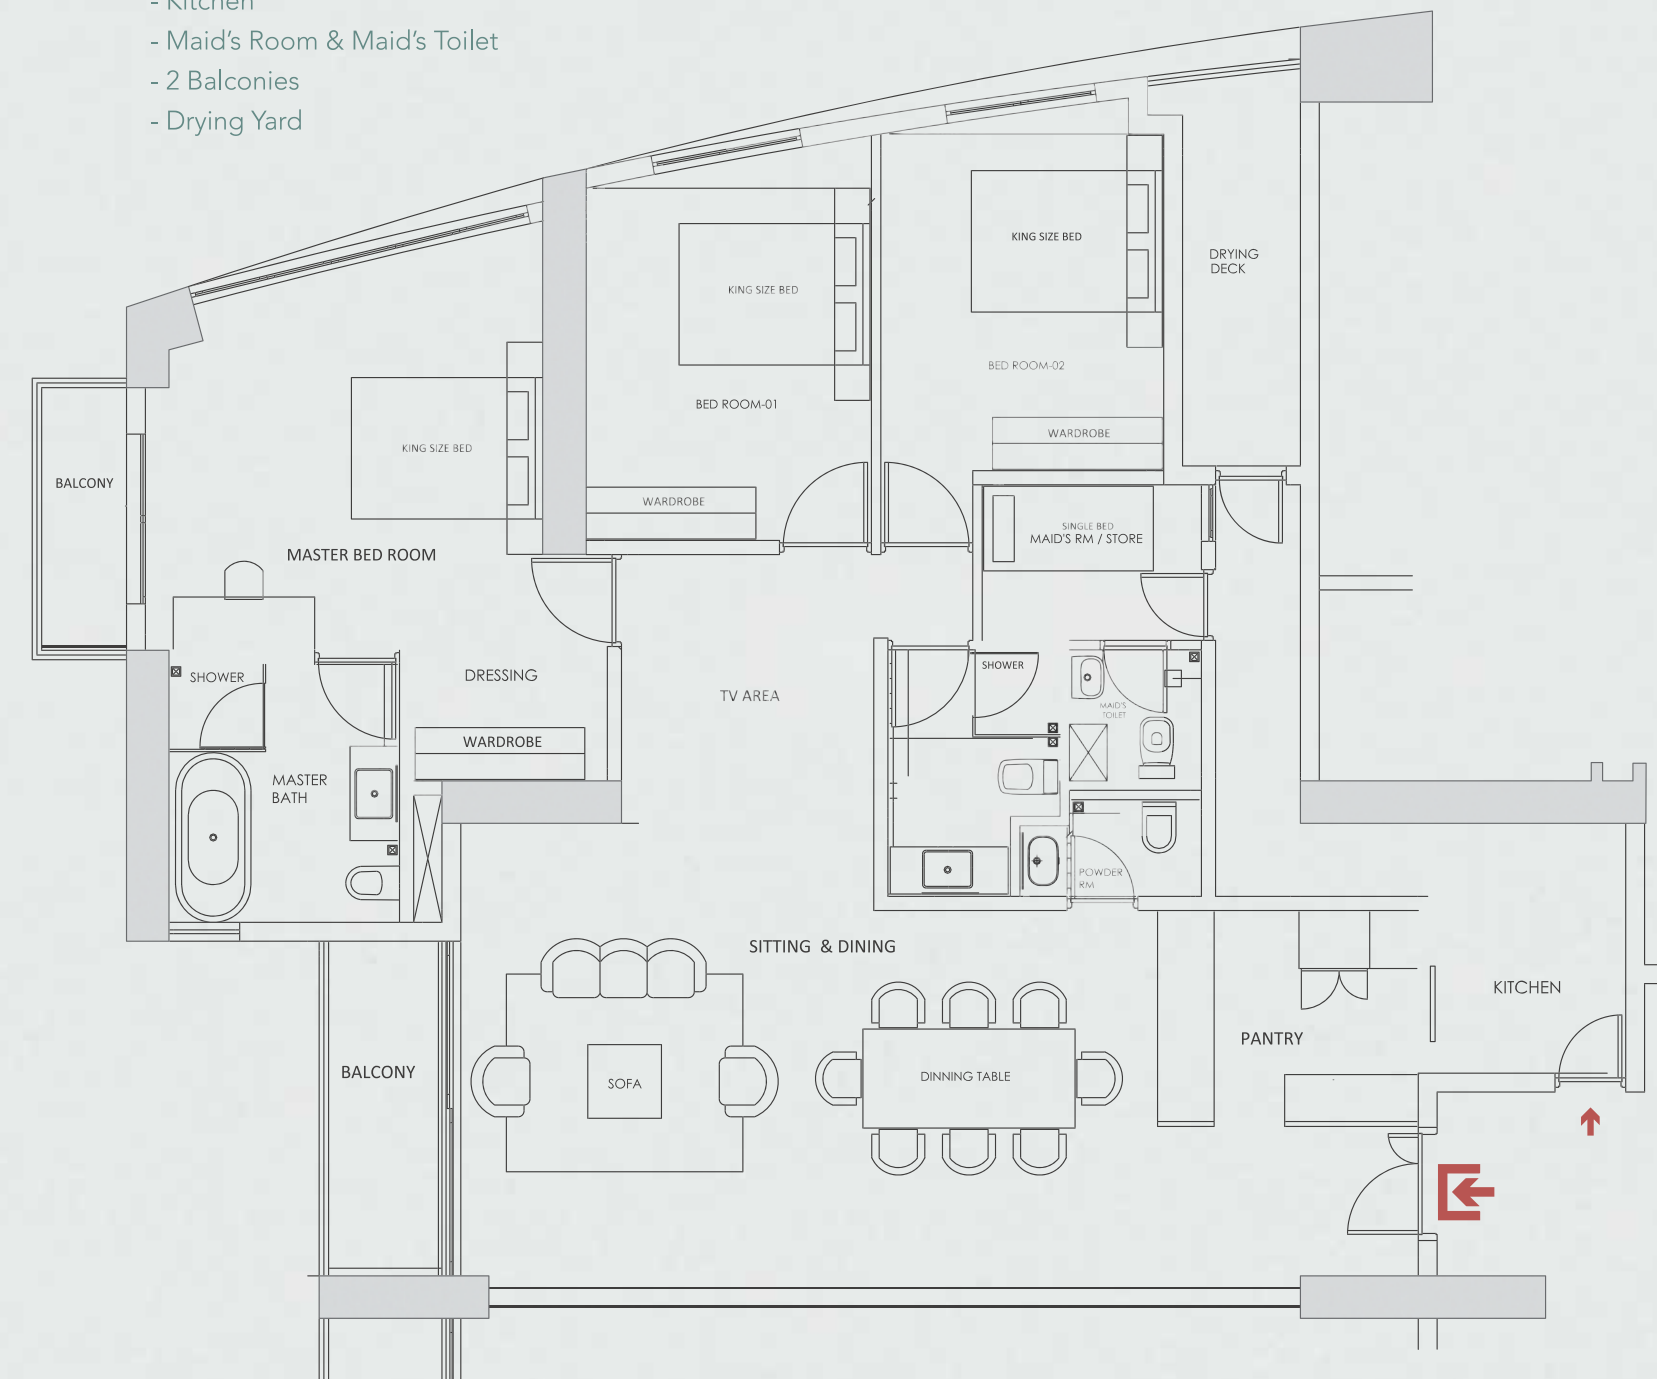 - Kitchen
- Maid's Room & Maid's Toilet
- 2 Balconies
- Drying Yard
KING SIZE BED
DRYING
DECK
KING SIZE BED
BED ROOM-02
BED ROOM-01
WARDROBE
KING SIZE BED
BALCONY
WARDROBE
SINGLE BED
MAID'S RM / STORE
MASTER BED ROOM
SHOWER
SHOWER
DRESSING
TV AREA
MAID'S
TOILET
WARDROBE
MASTER
BATH
POWDER
RM
SITTING & DINING
KITCHEN
PANTRY
BALCONY
SOFA
DINNING TABLE